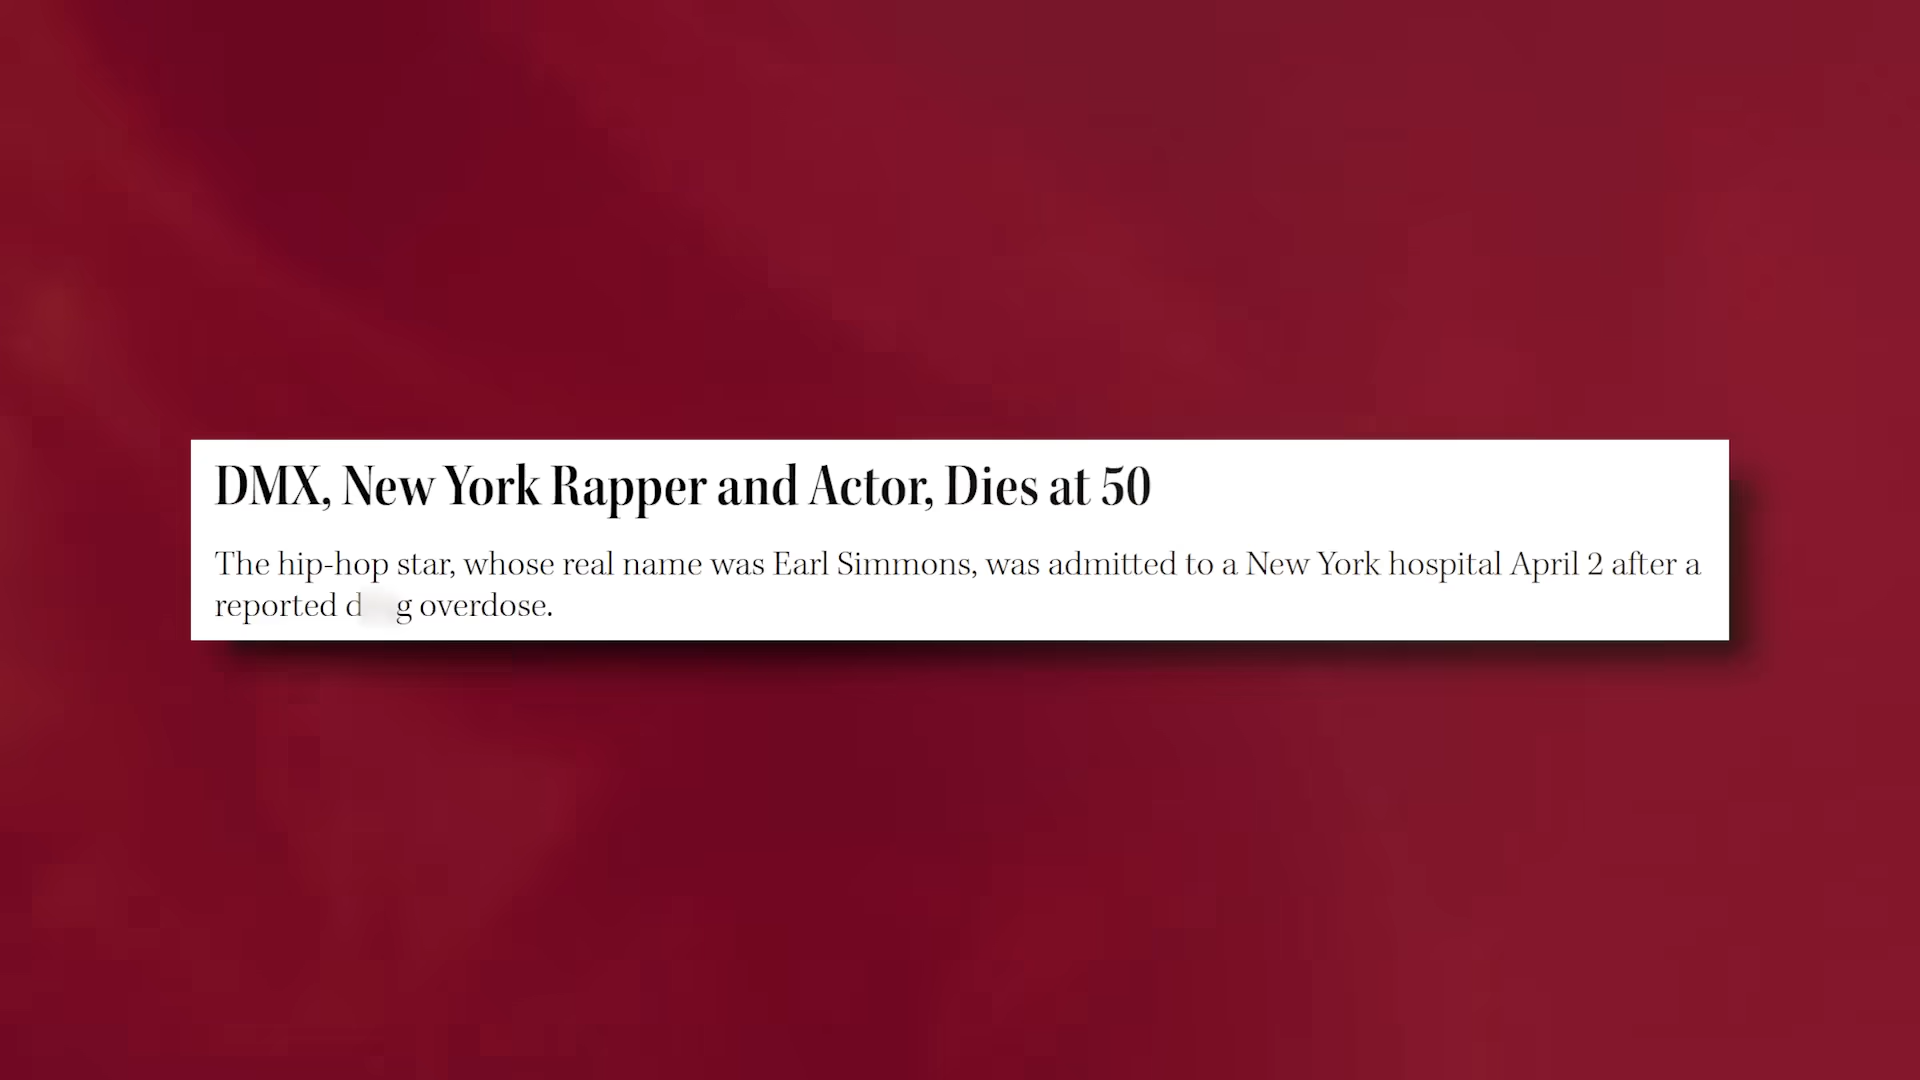 DMX, New York Rapper and Actor, Dies at 50
The hip-hop star, whose real name was Earl Simmons, was admitted to a New York hospital April 2 after a
reported d g overdose.